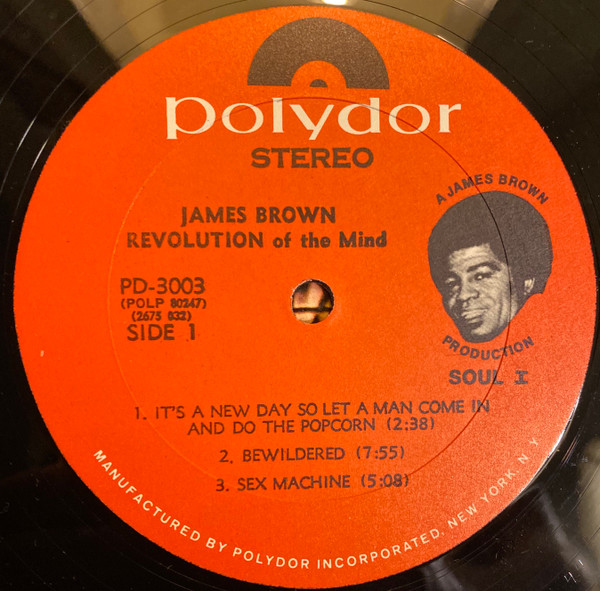 polydor
STEREO
JAMES BROWN
REVOLUTION of the Mind
PD-3003
(POLP 80247)
(2675 032)
SIDE 1
A JAMES BROWN
PRODUCTION
SOUL I
1. IT'S A NEW DAY SO LET A MAN COME IN
AND DO THE POPCORN (2:38)
2. BEWILDERED (7:55)
3. SEX MACHINE (5:08)
MANUFACTURED BY POLYDOR INCORPORATED, NEW YORK, N. Y.